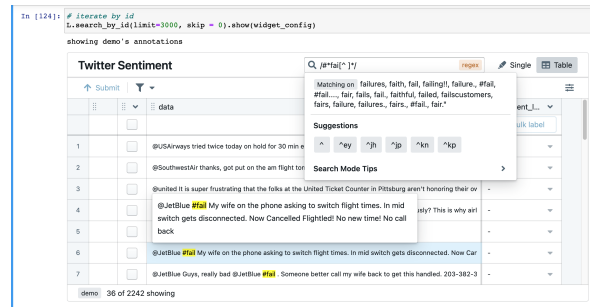 In [124]: # iterate by id
L.search_by_id(limit=3000, skip = 0).show(widget_config)
showing demo's annotations
Twitter Sentiment
/#*fai[^ ]*/ regex
Single Table
Submit
Matching on failures, faith, fail, failing!!, failure., #fail,
#fail...., fair, fails, fail., faithful, failed, failscustomers,
fairs, failure, failures., fairs., #fail., fair."
data
ent_l...
ulk label
Suggestions
^ ^ey ^jh ^jp ^kn ^kp
Search Mode Tips
1 @USAirways tried twice today on hold for 30 min e
2 @SouthwestAir thanks, got put on the am flight ton
3 @united It is super frustrating that the folks at the United Ticket Counter in Pittsburg aren't honoring their ov -
4 usly? This is why airl -
@JetBlue #fail My wife on the phone asking to switch flight times. In mid
switch gets disconnected. Now Cancelled Flightled! No new time! No call
back
5 -
6 @JetBlue #fail My wife on the phone asking to switch flight times. In mid switch gets disconnected. Now Car -
7 @JetBlue Guys, really bad @JetBlue #fail . Someone better call my wife back to get this handled. 203-382-3 -
demo 36 of 2242 showing